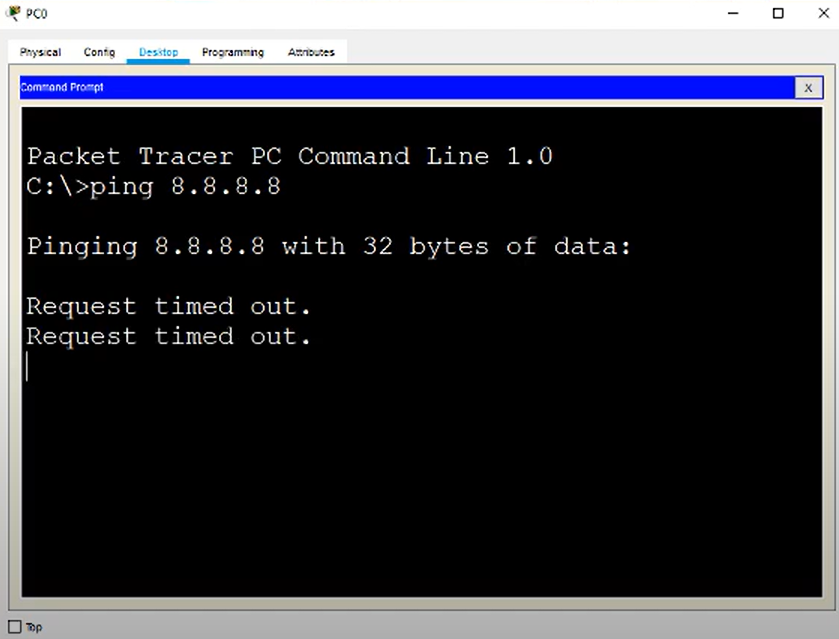 PC0
Physical Config Desktop Programming Attributes
Command Prompt X
Packet Tracer PC Command Line 1.0
C:\>ping 8.8.8.8
Pinging 8.8.8.8 with 32 bytes of data:
Request timed out.
Request timed out.
Top